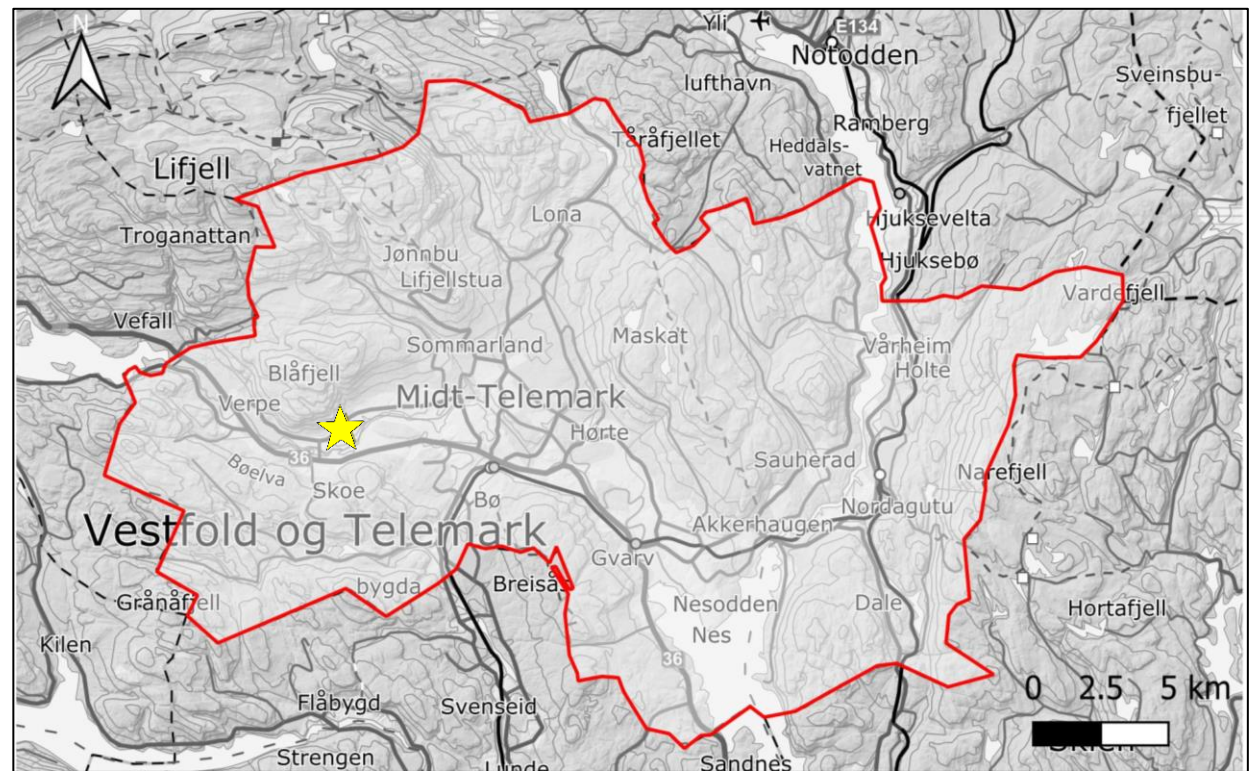 N
Yli
lufthavn
E134
Notodden
Sveinsbu-
fjellet
Ramberg
Tåråfjellet
Heddals-
vatnet
Lifjell
Lona
Hjuksevelta
Troganattan
Jønnbu
Lifjellstua
Hjuksebø
Vardefjell
Vefall
Sommarland
Maskat
Vårheim
Holte
Blåfjell
Verpe
Midt-Telemark
Hørte
36
Bøelva
Skoe
Bø
Sauherad
Narefjell
Nordagutu
Vestfold og Telemark
Akkerhaugen
Gvarv
bygda
Breisås
Grånåfjell
Nesodden
Nes
Dale
Hortafjell
Kilen
36
Flåbygd
Svenseid
0 2.5 5 km
Strengen
Lunde
Sandnes
Skien